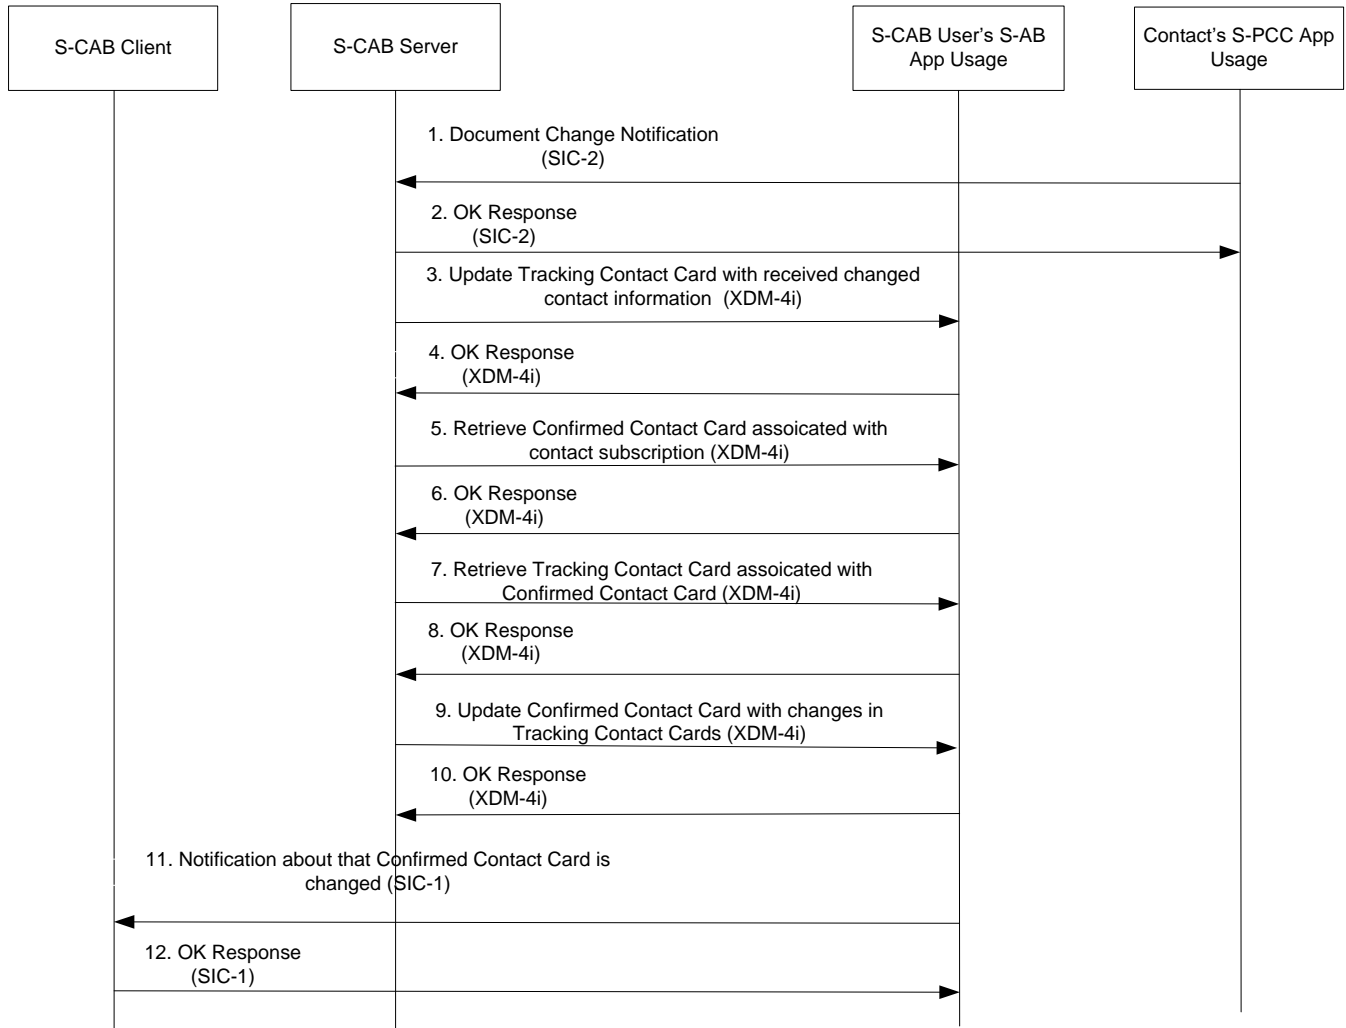 S-CAB Client
S-CAB Server
S-CAB User's S-AB
App Usage
Contact's S-PCC App
Usage
1. Document Change Notification
(SIC-2)
2. OK Response
(SIC-2)
3. Update Tracking Contact Card with received changed
contact information (XDM-4i)
4. OK Response
(XDM-4i)
5. Retrieve Confirmed Contact Card assoicated with
contact subscription (XDM-4i)
6. OK Response
(XDM-4i)
7. Retrieve Tracking Contact Card assoicated with
Confirmed Contact Card (XDM-4i)
8. OK Response
(XDM-4i)
9. Update Confirmed Contact Card with changes in
Tracking Contact Cards (XDM-4i)
10. OK Response
(XDM-4i)
11. Notification about that Confirmed Contact Card is
changed (SIC-1)
12. OK Response
(SIC-1)